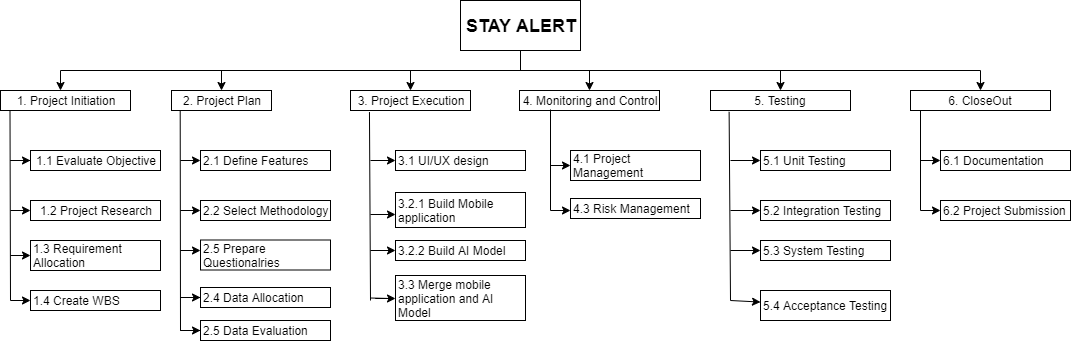 STAY ALERT
1. Project Initiation
2. Project Plan
3. Project Execution
4. Monitoring and Control
5. Testing
6. CloseOut
1.1 Evaluate Objective
1.2 Project Research
1.3 Requirement
Allocation
1.4 Create WBS
2.1 Define Features
2.2 Select Methodology
2.5 Prepare
Questionalries
2.4 Data Allocation
2.5 Data Evaluation
3.1 UI/UX design
3.2.1 Build Mobile
application
3.2.2 Build AI Model
3.3 Merge mobile
application and AI
Model
4.1 Project
Management
4.3 Risk Management
5.1 Unit Testing
5.2 Integration Testing
5.3 System Testing
5.4 Acceptance Testing
6.1 Documentation
6.2 Project Submission